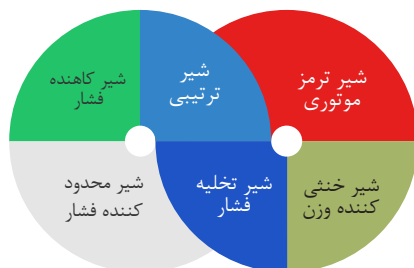 شیر ترمز
موتوری
شیر
ترتیبی
شیر کاهنده
فشار
شیر خنثی
کننده وزن
شیر تخلیه
فشار
شیر محدود
کننده فشار